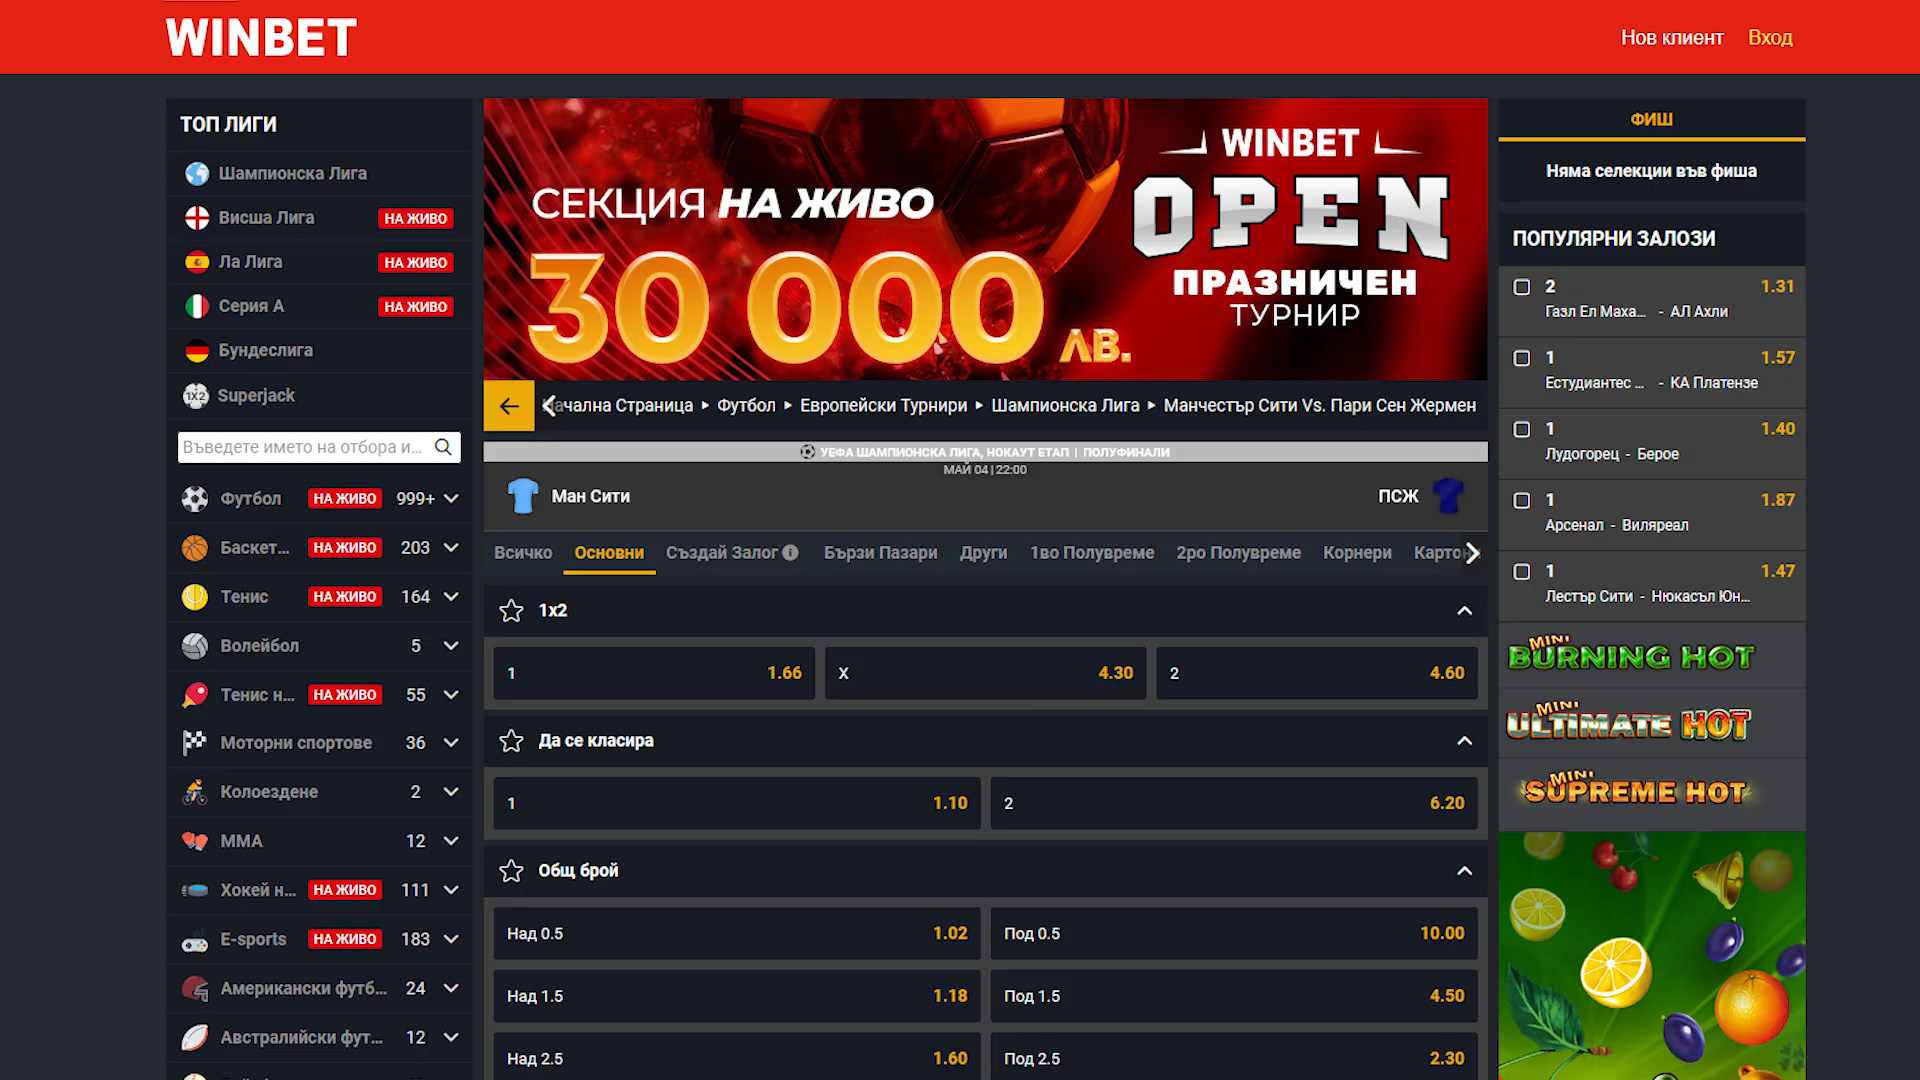 WINBET
Нов клиент
Вход
ТОП ЛИГИ
Шампионска Лига
Висша Лига НА ЖИВО
Ла Лига НА ЖИВО
Серия А НА ЖИВО
Бундеслига
1X2 Superjack
Въведете името на отбора и...
Футбол НА ЖИВО 999+
Баскет... НА ЖИВО 203
Тенис НА ЖИВО 164
Волейбол 5
Тенис н... НА ЖИВО 55
Моторни спортове 36
Колоездене 2
ММА 12
Хокей н... НА ЖИВО 111
E-sports НА ЖИВО 183
Американски футб... 24
Австралийски фут... 12
СЕКЦИЯ НА ЖИВО
30 000 ЛВ.
WINBET
OPEN
ПРАЗНИЧЕН
ТУРНИР
ачална Страница ▸ Футбол ▸ Европейски Турнири ▸ Шампионска Лига ▸ Манчестър Сити Vs. Пари Сен Жермен
УЕФА ШАМПИОНСКА ЛИГА, НОКАУТ ЕТАП | ПОЛУФИНАЛИ
МАЙ 04 | 22:00
Ман Сити
ПСЖ
Всичко Основни Създай Залог Бързи Пазари Други 1во Полувреме 2ро Полувреме Корнери Картон
1x2
1 1.66 X 4.30 2 4.60
Да се класира
1 1.10 2 6.20
Общ брой
Над 0.5 1.02 Под 0.5 10.00
Над 1.5 1.18 Под 1.5 4.50
Над 2.5 1.60 Под 2.5 2.30
ФИШ
Няма селекции във фиша
ПОПУЛЯРНИ ЗАЛОЗИ
2 1.31
Газл Ел Маха... - АЛ Ахли
1 1.57
Естудиантес ... - КА Платензе
1 1.40
Лудогорец - Берое
1 1.87
Арсенал - Виляреал
1 1.47
Лестър Сити - Нюкасъл Юн...
MINI
BURNING HOT
MINI
ULTIMATE HOT
MINI
SUPREME HOT